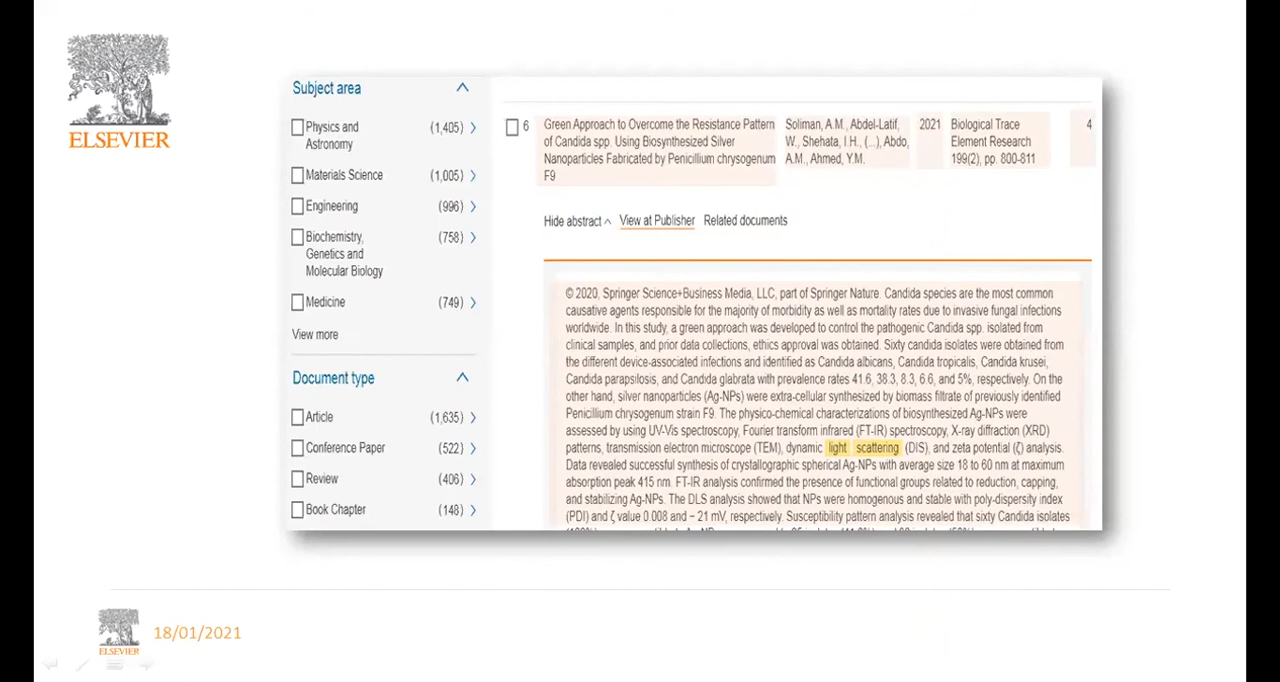 ELSEVIER
Subject area
Physics and
Astronomy
(1,405)
Materials Science
(1,005)
Engineering
(996)
Biochemistry,
Genetics and
Molecular Biology
(758)
Medicine
(749)
View more
Document type
Article
(1,635)
Conference Paper
(522)
Review
(406)
Book Chapter
(148)
6
Green Approach to Overcome the Resistance Pattern
of Candida spp. Using Biosynthesized Silver
Nanoparticles Fabricated by Penicillium chrysogenum
F9
Soliman, A.M., Abdel-Latif,
W., Shehata, I.H., (...), Abdo,
A.M., Ahmed, Y.M.
2021
Biological Trace
Element Research
199(2), pp. 800-811
4
Hide abstract
View at Publisher
Related documents
© 2020, Springer Science+Business Media, LLC, part of Springer Nature. Candida species are the most common
causative agents responsible for the majority of morbidity as well as mortality rates due to invasive fungal infections
worldwide. In this study, a green approach was developed to control the pathogenic Candida spp. isolated from
clinical samples, and prior data collections, ethics approval was obtained. Sixty candida isolates were obtained from
the different device-associated infections and identified as Candida albicans, Candida tropicalis, Candida krusei,
Candida parapsilosis, and Candida glabrata with prevalence rates 41.6, 38.3, 8.3, 6.6, and 5%, respectively. On the
other hand, silver nanoparticles (Ag-NPs) were extra-cellular synthesized by biomass filtrate of previously identified
Penicillium chrysogenum strain F9. The physico-chemical characterizations of biosynthesized Ag-NPs were
assessed by using UV-Vis spectroscopy, Fourier transform infrared (FT-IR) spectroscopy, X-ray diffraction (XRD)
patterns, transmission electron microscope (TEM), dynamic light scattering (DlS), and zeta potential (ζ) analysis.
Data revealed successful synthesis of crystallographic spherical Ag-NPs with average size 18 to 60 nm at maximum
absorption peak 415 nm. FT-IR analysis confirmed the presence of functional groups related to reduction, capping,
and stabilizing Ag-NPs. The DLS analysis showed that NPs were homogenous and stable with poly-dispersity index
(PDI) and ζ value 0.008 and − 21 mV, respectively. Susceptibility pattern analysis revealed that sixty Candida isolates
ELSEVIER
18/01/2021